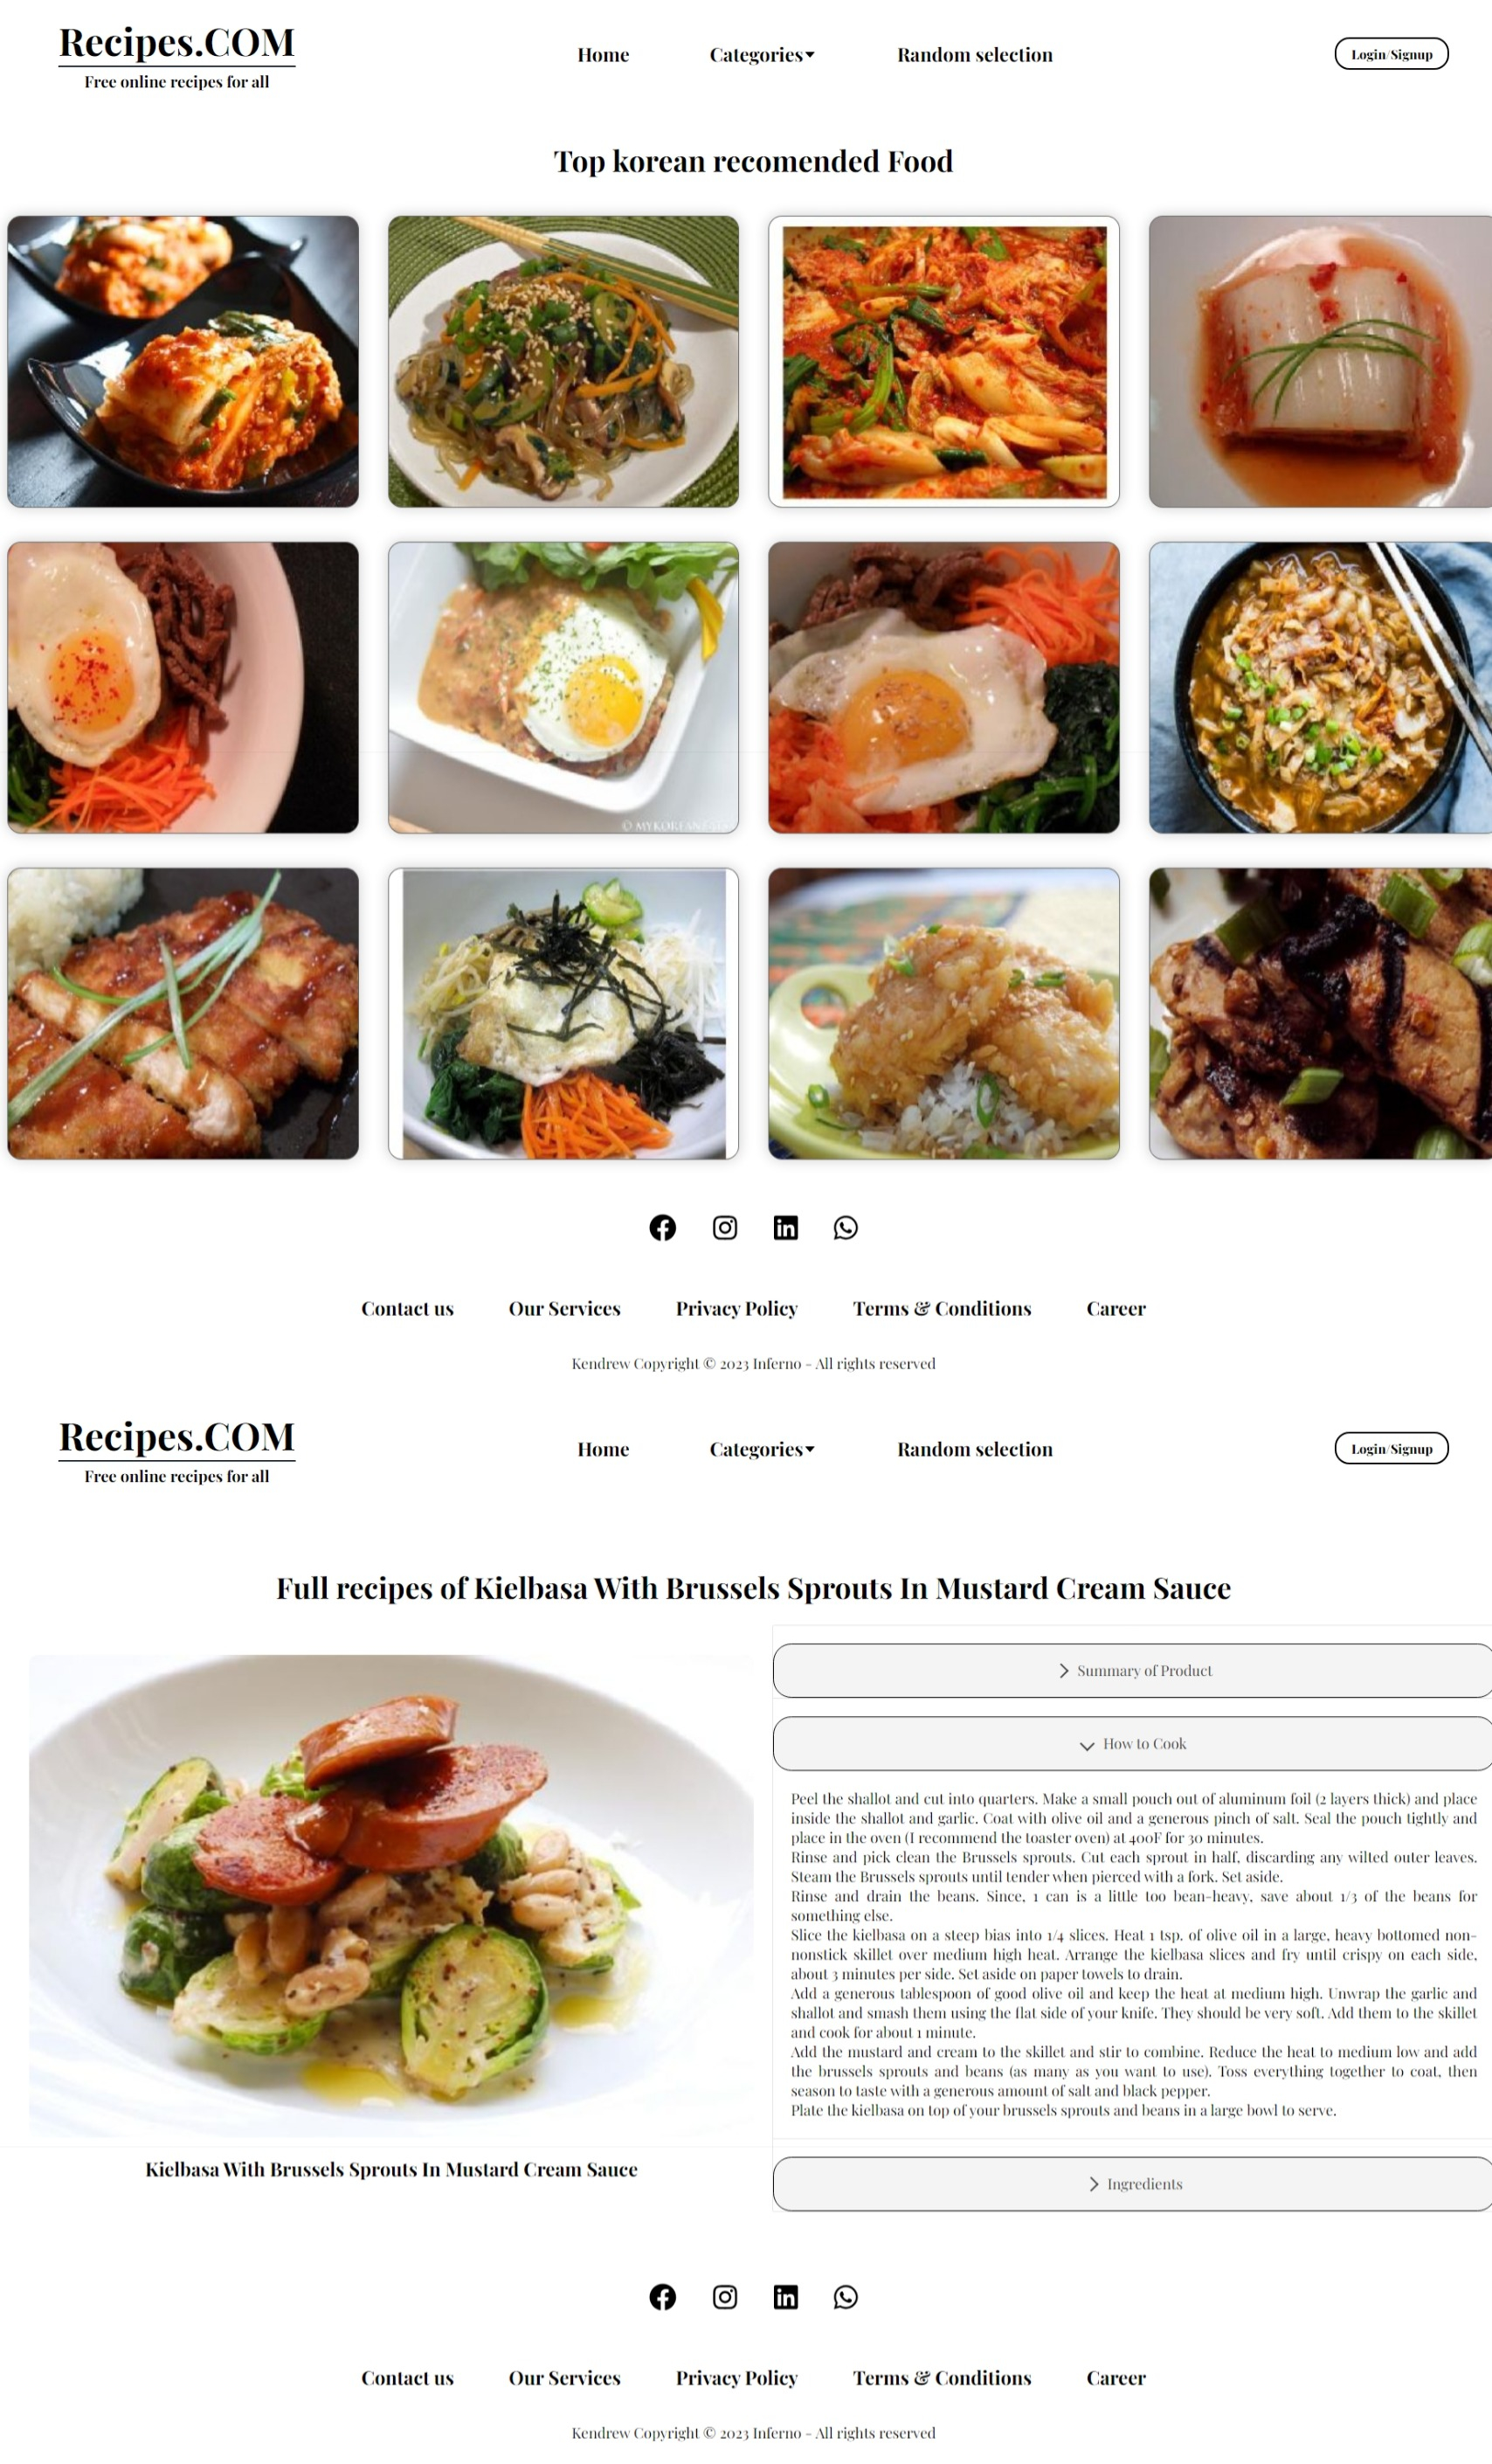 Recipes.COM
Free online recipes for all
Home
Categories
Random selection
Login/Signup
Top korean recomended Food
© MYKOREANEATS
Contact us
Our Services
Privacy Policy
Terms & Conditions
Career
Kendrew Copyright © 2023 Inferno - All rights reserved
Recipes.COM
Free online recipes for all
Home
Categories
Random selection
Login/Signup
Full recipes of Kielbasa With Brussels Sprouts In Mustard Cream Sauce
Kielbasa With Brussels Sprouts In Mustard Cream Sauce
Summary of Product
How to Cook
Peel the shallot and cut into quarters. Make a small pouch out of aluminum foil (2 layers thick) and place
inside the shallot and garlic. Coat with olive oil and a generous pinch of salt. Seal the pouch tightly and
place in the oven (I recommend the toaster oven) at 400F for 30 minutes.
Rinse and pick clean the Brussels sprouts. Cut each sprout in half, discarding any wilted outer leaves.
Steam the Brussels sprouts until tender when pierced with a fork. Set aside.
Rinse and drain the beans. Since, 1 can is a little too bean-heavy, save about 1/3 of the beans for
something else.
Slice the kielbasa on a steep bias into 1/4 slices. Heat 1 tsp. of olive oil in a large, heavy bottomed non-
nonstick skillet over medium high heat. Arrange the kielbasa slices and fry until crispy on each side,
about 3 minutes per side. Set aside on paper towels to drain.
Add a generous tablespoon of good olive oil and keep the heat at medium high. Unwrap the garlic and
shallot and smash them using the flat side of your knife. They should be very soft. Add them to the skillet
and cook for about 1 minute.
Add the mustard and cream to the skillet and stir to combine. Reduce the heat to medium low and add
the brussels sprouts and beans (as many as you want to use). Toss everything together to coat, then
season to taste with a generous amount of salt and black pepper.
Plate the kielbasa on top of your brussels sprouts and beans in a large bowl to serve.
Ingredients
Contact us
Our Services
Privacy Policy
Terms & Conditions
Career
Kendrew Copyright © 2023 Inferno - All rights reserved